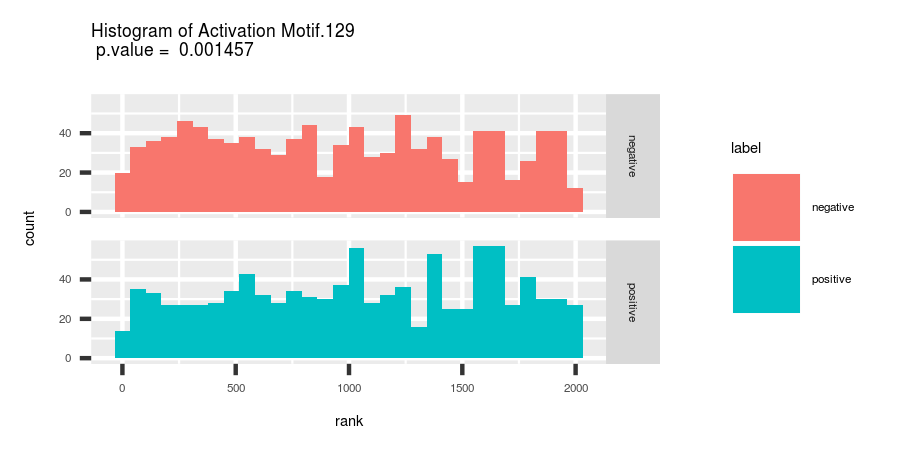 Histogram of Activation Motif.129
p.value =  0.001457
count
40
20
0
negative
40
20
0
positive
0 500 1000 1500 2000
rank
label
negative
positive